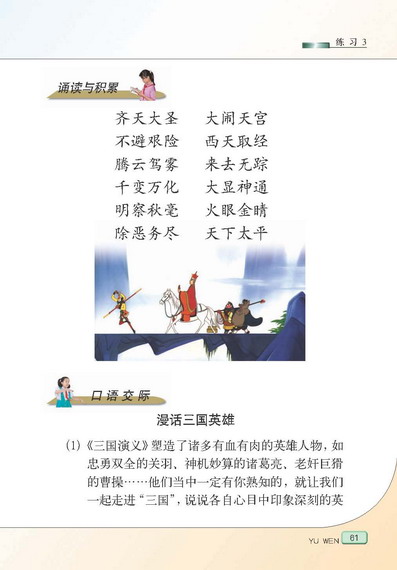 练习3
诵读与积累
齐天大圣 大闹天宫
不避艰险 西天取经
腾云驾雾 来去无踪
千变万化 大显神通
明察秋毫 火眼金睛
除恶务尽 天下太平
口语交际
漫话三国英雄
(1)《三国演义》塑造了诸多有血有肉的英雄人物，如
忠勇双全的关羽、神机妙算的诸葛亮、老奸巨猾
的曹操……他们当中一定有你熟知的，就让我们
一起走进“三国”，说说各自心目中印象深刻的英
YU WEN 61